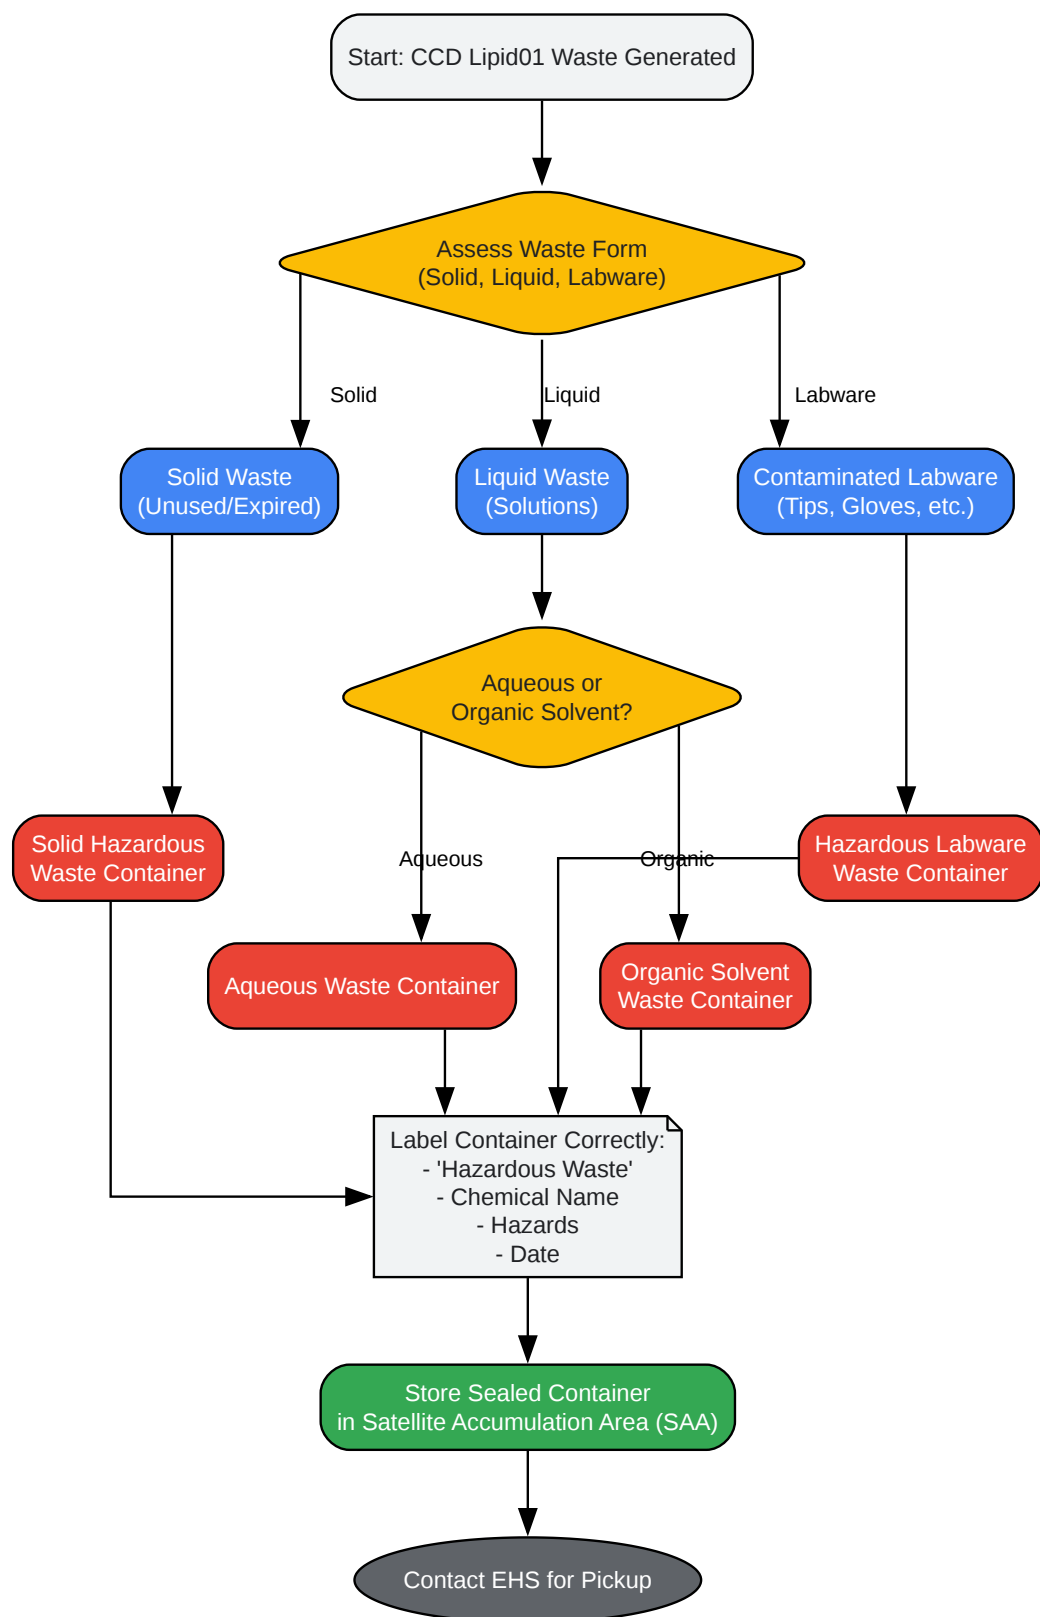 Start: CCD Lipid01 Waste Generated
Assess Waste Form
(Solid, Liquid, Labware)
Solid
Liquid
Labware
Solid Waste
(Unused/Expired)
Liquid Waste
(Solutions)
Contaminated Labware
(Tips, Gloves, etc.)
Aqueous or
Organic Solvent?
Solid Hazardous
Waste Container
Aqueous
Organic
Hazardous Labware
Waste Container
Aqueous Waste Container
Organic Solvent
Waste Container
Label Container Correctly:
- 'Hazardous Waste'
- Chemical Name
- Hazards
- Date
Store Sealed Container
in Satellite Accumulation Area (SAA)
Contact EHS for Pickup